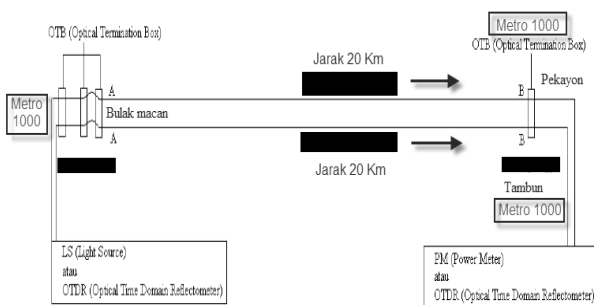 Metro 1000
OTB (Optical Termination Box)
OTB (Optical Termination Box)
Jarak 20 Km
Pekayon
A
B
Metro
1000
Bulak macan
A
B
Jarak 20 Km
Tambun
Metro 1000
LS (Light Source)
atau
OTDR (Optical Time Domain Reflectometer)
PM (Power Meter)
atau
OTDR (Optical Time Domain Reflectometer)